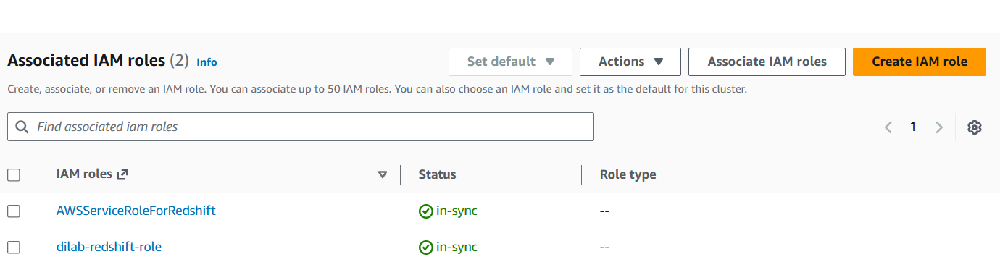 Associated IAM roles (2) Info
Set default Actions Associate IAM roles Create IAM role
Create, associate, or remove an IAM role. You can associate up to 50 IAM roles. You can also choose an IAM role and set it as the default for this cluster.
Find associated iam roles
1
IAM roles Status Role type
AWSServiceRoleForRedshift in-sync --
dilab-redshift-role in-sync --